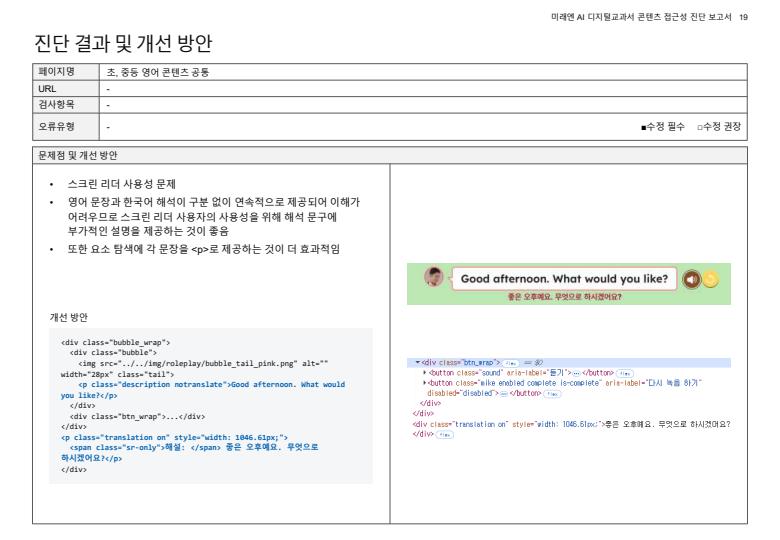 미래엔 AI 디지털교과서 콘텐츠 접근성 진단 보고서 19
진단 결과 및 개선 방안
페이지명 초, 중등 영어 콘텐츠 공통
URL -
검사항목 -
오류유형 - ■수정 필수 □수정 권장
문제점 및 개선 방안
• 스크린 리더 사용성 문제
• 영어 문장과 한국어 해석이 구분 없이 연속적으로 제공되어 이해가
어려우므로 스크린 리더 사용자의 사용성을 위해 해석 문구에
부가적인 설명을 제공하는 것이 좋음
• 또한 요소 탐색에 각 문장을 <p>로 제공하는 것이 더 효과적임
개선 방안
<div class="bubble_wrap">
<div class="bubble">
<img src="../../img/roleplay/bubble_tail_pink.png" alt=""
width="28px" class="tail">
<p class="description notranslate">Good afternoon. What would
you like?</p>
</div>
<div class="btn_wrap">...</div>
</div>
<p class="translation on" style="width: 1046.61px;">
<span class="sr-only">해설: </span> 좋은 오후예요. 무엇으로
하시겠어요?</p>
</div>
Good afternoon. What would you like?
좋은 오후예요. 무엇으로 하시겠어요?
▼<div class="btn_wrap"> flex == $0
▶<button class="sound" aria-label="듣기">…</button> flex
▶<button class="mike enabled complete is-complete" aria-label="다시 녹음 하기"
disabled="disabled">…</button> flex
</div>
</div>
<div class="translation on" style="width: 1046.61px;">좋은 오후예요. 무엇으로 하시겠어요?
</div> flex